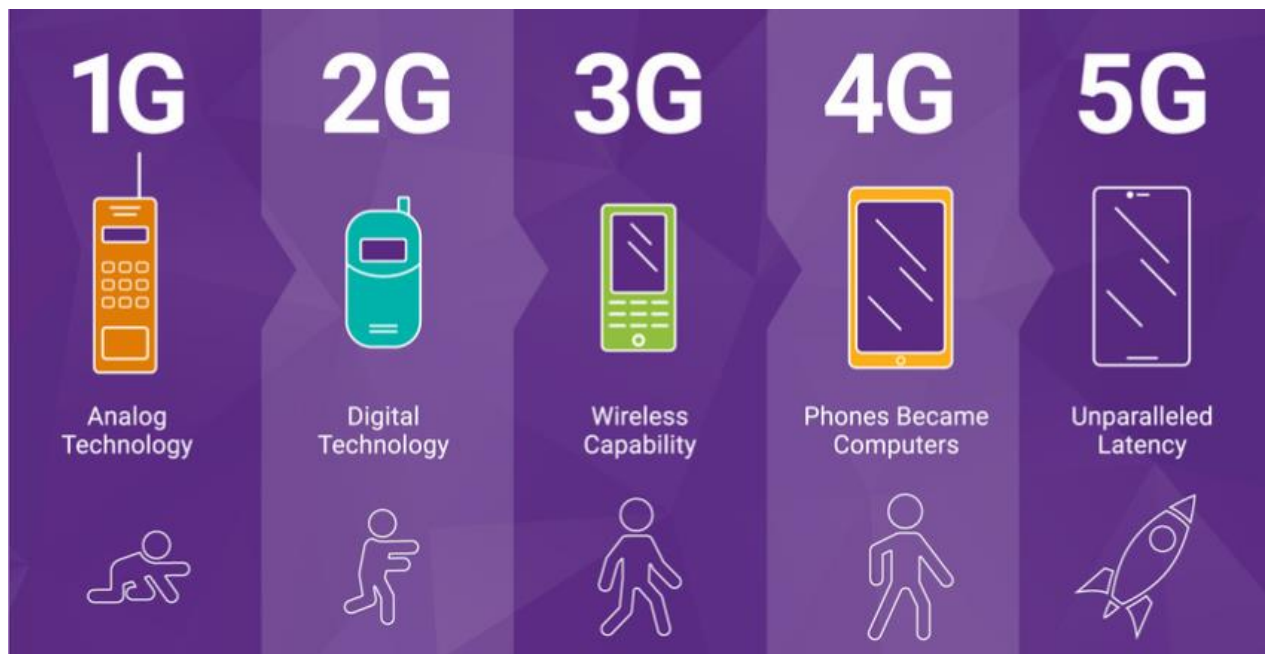 1G
2G
3G
4G
5G
Analog
Technology
Digital
Technology
Wireless
Capability
Phones Became
Computers
Unparalleled
Latency